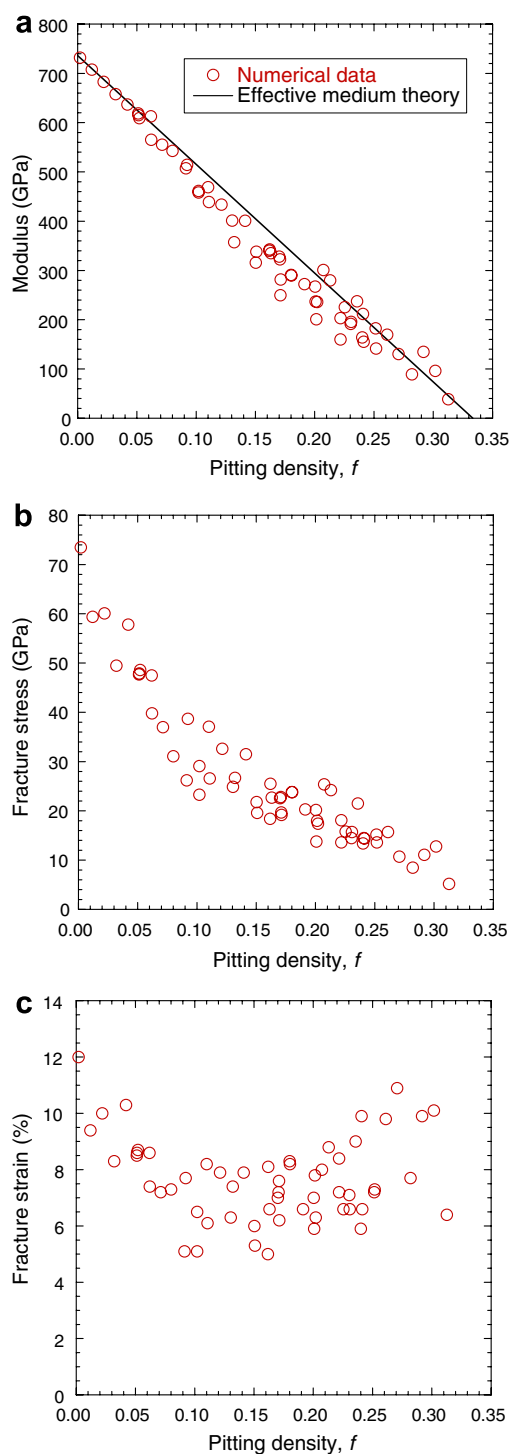 a
800
700
600
500
400
300
200
100
0
Modulus (GPa)
Numerical data
Effective medium theory
0.00 0.05 0.10 0.15 0.20 0.25 0.30 0.35
Pitting density, f
b
80
70
60
50
40
30
20
10
0
Fracture stress (GPa)
0.00 0.05 0.10 0.15 0.20 0.25 0.30 0.35
Pitting density, f
c
14
12
10
8
6
4
2
0
Fracture strain (%)
0.00 0.05 0.10 0.15 0.20 0.25 0.30 0.35
Pitting density, f